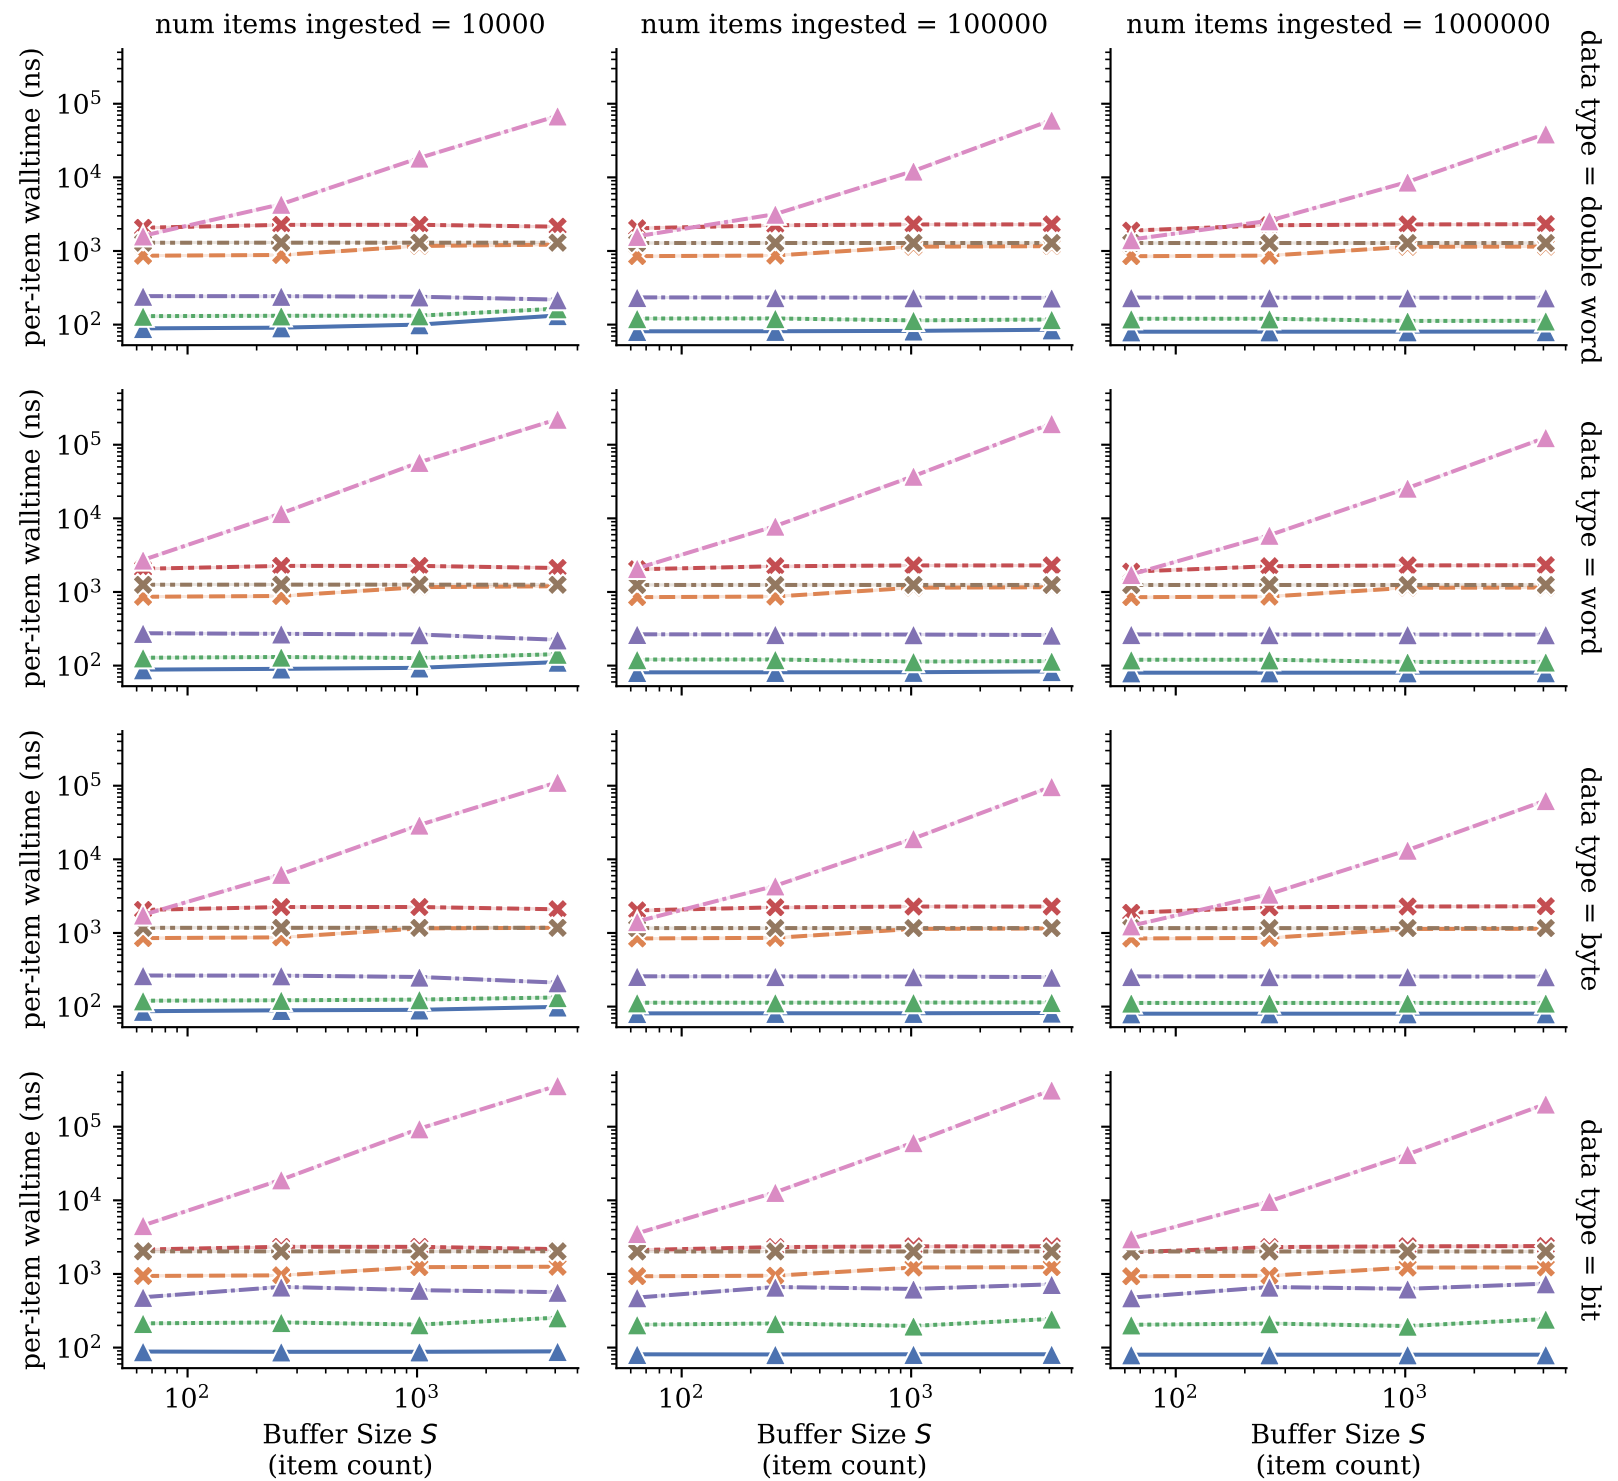 num items ingested = 10000
num items ingested = 100000
num items ingested = 1000000
per-item walltime (ns)
10⁵
10⁴
10³
10²
data type = double word
per-item walltime (ns)
10⁵
10⁴
10³
10²
data type = word
per-item walltime (ns)
10⁵
10⁴
10³
10²
data type = byte
per-item walltime (ns)
10⁵
10⁴
10³
10²
data type = bit
10² 10³
10² 10³
10² 10³
Buffer Size S
(item count)
Buffer Size S
(item count)
Buffer Size S
(item count)